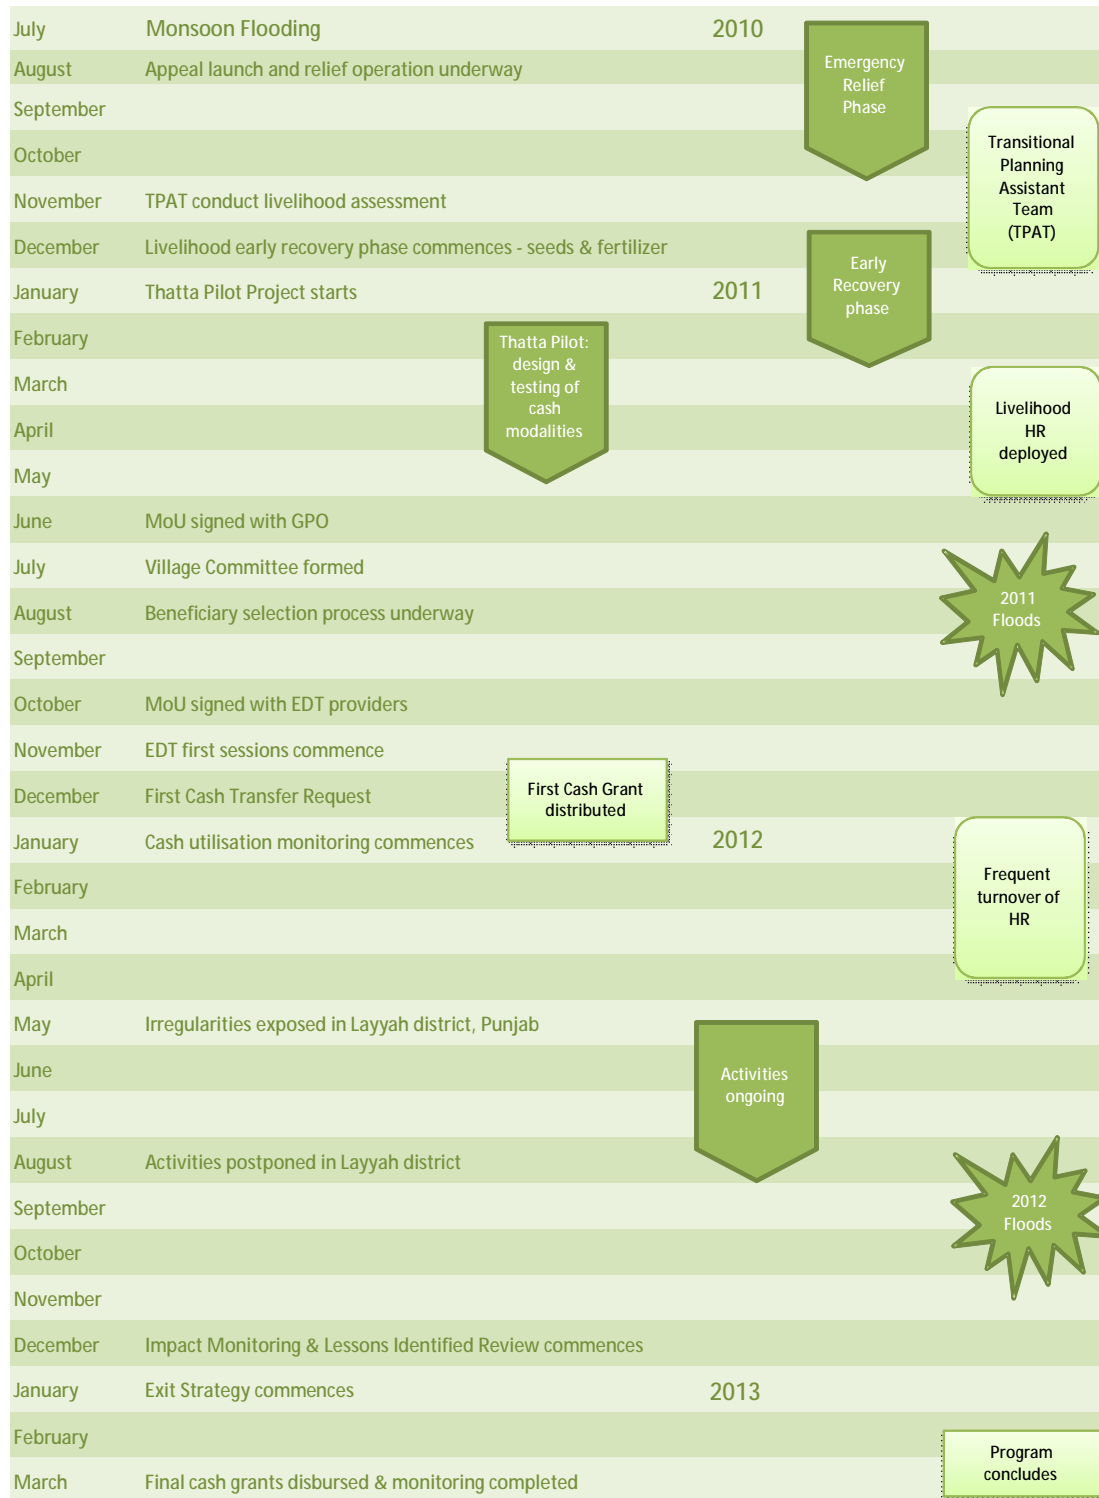 July Monsoon Flooding 2010
August Appeal launch and relief operation underway
Emergency
Relief
Phase
September
October
Transitional
Planning
Assistant
Team
(TPAT)
November TPAT conduct livelihood assessment
December Livelihood early recovery phase commences - seeds & fertilizer
Early
Recovery
phase
January Thatta Pilot Project starts 2011
February
Thatta Pilot:
design &
testing of
cash
modalities
March
April
Livelihood
HR
deployed
May
June MoU signed with GPO
July Village Committee formed
August Beneficiary selection process underway
2011
Floods
September
October MoU signed with EDT providers
November EDT first sessions commence
December First Cash Transfer Request
First Cash Grant
distributed
January Cash utilisation monitoring commences 2012
February
Frequent
turnover of
HR
March
April
May Irregularities exposed in Layyah district, Punjab
June
Activities
ongoing
July
August Activities postponed in Layyah district
September
2012
Floods
October
November
December Impact Monitoring & Lessons Identified Review commences
January Exit Strategy commences 2013
February
Program
concludes
March Final cash grants disbursed & monitoring completed